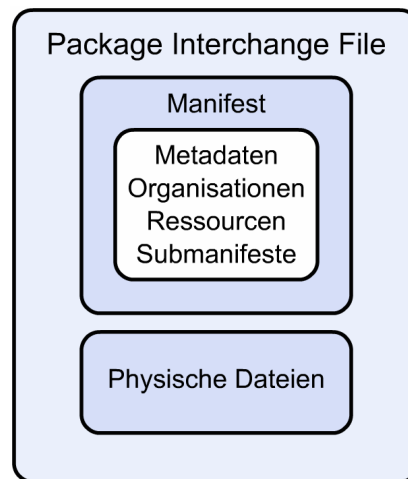 Package Interchange File
Manifest
Metadaten
Organisationen
Ressourcen
Submanifeste
Physische Dateien